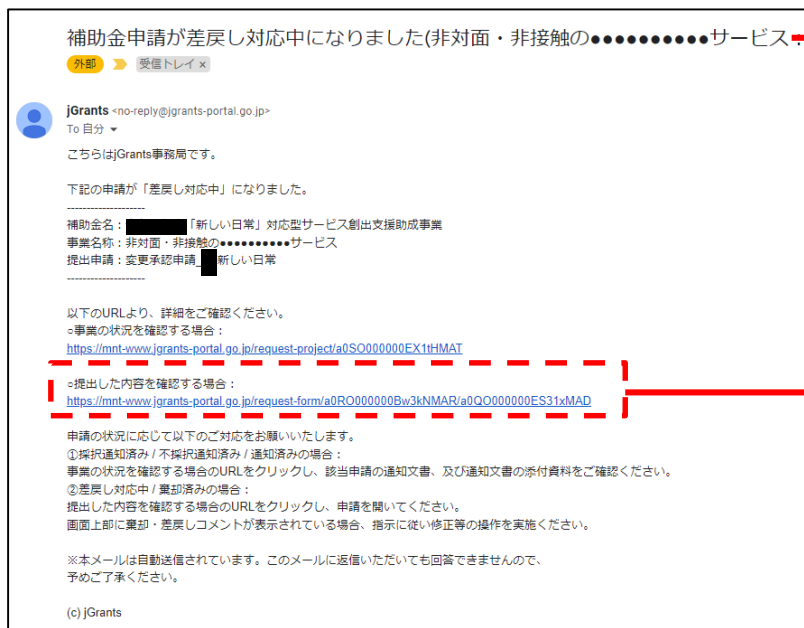 補助金申請が差戻し対応中になりました(非対面・非接触の●●●●●●●●●●サービス
外部 受信トレイ ×
jGrants <no-reply@jgrants-portal.go.jp>
To 自分
こちらはjGrants事務局です。
下記の申請が「差戻し対応中」になりました。
-------------------
補助金名：「新しい日常」対応型サービス創出支援助成事業
事業名称：非対面・非接触の●●●●●●●●●●サービス
提出申請：変更承認申請_ 新しい日常
-------------------
以下のURLより、詳細をご確認ください。
○事業の状況を確認する場合：
https://mnt-www.jgrants-portal.go.jp/request-project/a0SO000000EX1tHMAT
○提出した内容を確認する場合：
https://mnt-www.jgrants-portal.go.jp/request-form/a0RO000000Bw3kNMAR/a0QO000000ES31xMAD
申請の状況に応じて以下のご対応をお願いいたします。
①採択通知済み / 不採択通知済み / 通知済みの場合：
事業の状況を確認する場合のURLをクリックし、該当申請の通知文書、及び通知文書の添付資料をご確認ください。
②差戻し対応中 / 棄却済みの場合：
提出した内容を確認する場合のURLをクリックし、申請を開いてください。
画面上部に棄却・差戻しコメントが表示されている場合、指示に従い修正等の操作を実施ください。
※本メールは自動送信されています。このメールに返信いただいても回答できませんので、
予めご了承ください。
(c) jGrants